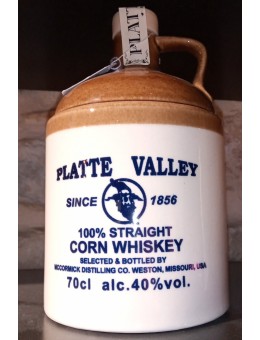 PLATTE VALLEY
SINCE 1856
100% STRAIGHT
CORN WHISKEY
SELECTED & BOTTLED BY
McCORMICK DISTILLING CO. WESTON, MISSOURI, USA
70cl alc.40%vol.